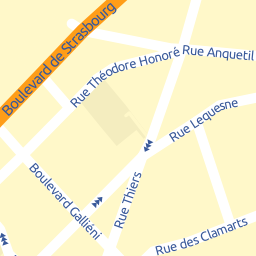 Boulevard de Strasbourg
Rue Théodore Honoré
Rue Anquetil
Rue Lequesne
Boulevard Galliéni
Rue Thiers
Rue des Clamarts